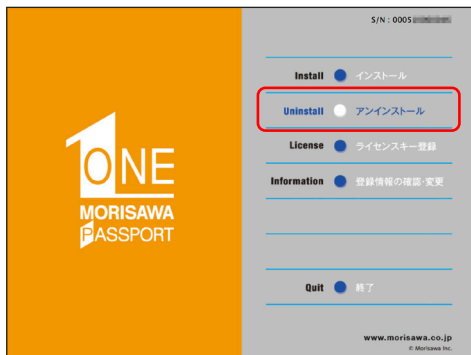 S/N : 0005
Install インストール
Uninstall アンインストール
License ライセンスキー登録
Information 登録情報の確認・変更
1 ONE
MORISAWA
PASSPORT
Quit 終了
www.morisawa.co.jp
© Morisawa Inc.